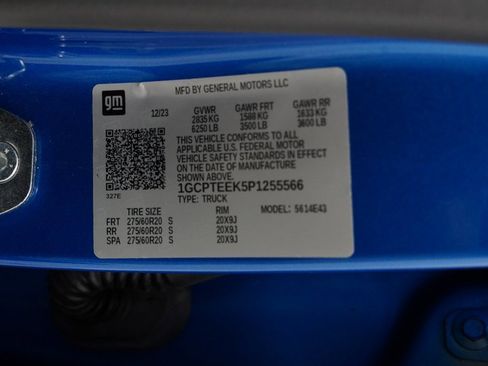 gm
MFD BY GENERAL MOTORS LLC
12/23 GVWR GAWR FRT GAWR RR
2835 KG 1588 KG 1633 KG
6250 LB 3500 LB 3600 LB
THIS VEHICLE CONFORMS TO ALL
APPLICABLE U.S. FEDERAL MOTOR
VEHICLE SAFETY STANDARDS IN EFFECT
ON THE DATE OF MANUFACTURE
SHOWN ABOVE.
327E
1GCPTEEK5P1255566
TYPE: TRUCK
TIRE SIZE RIM MODEL: 5614E43
FRT 275/60R20 S 20X9J
RR 275/60R20 S 20X9J
SPA 275/60R20 S 20X9J